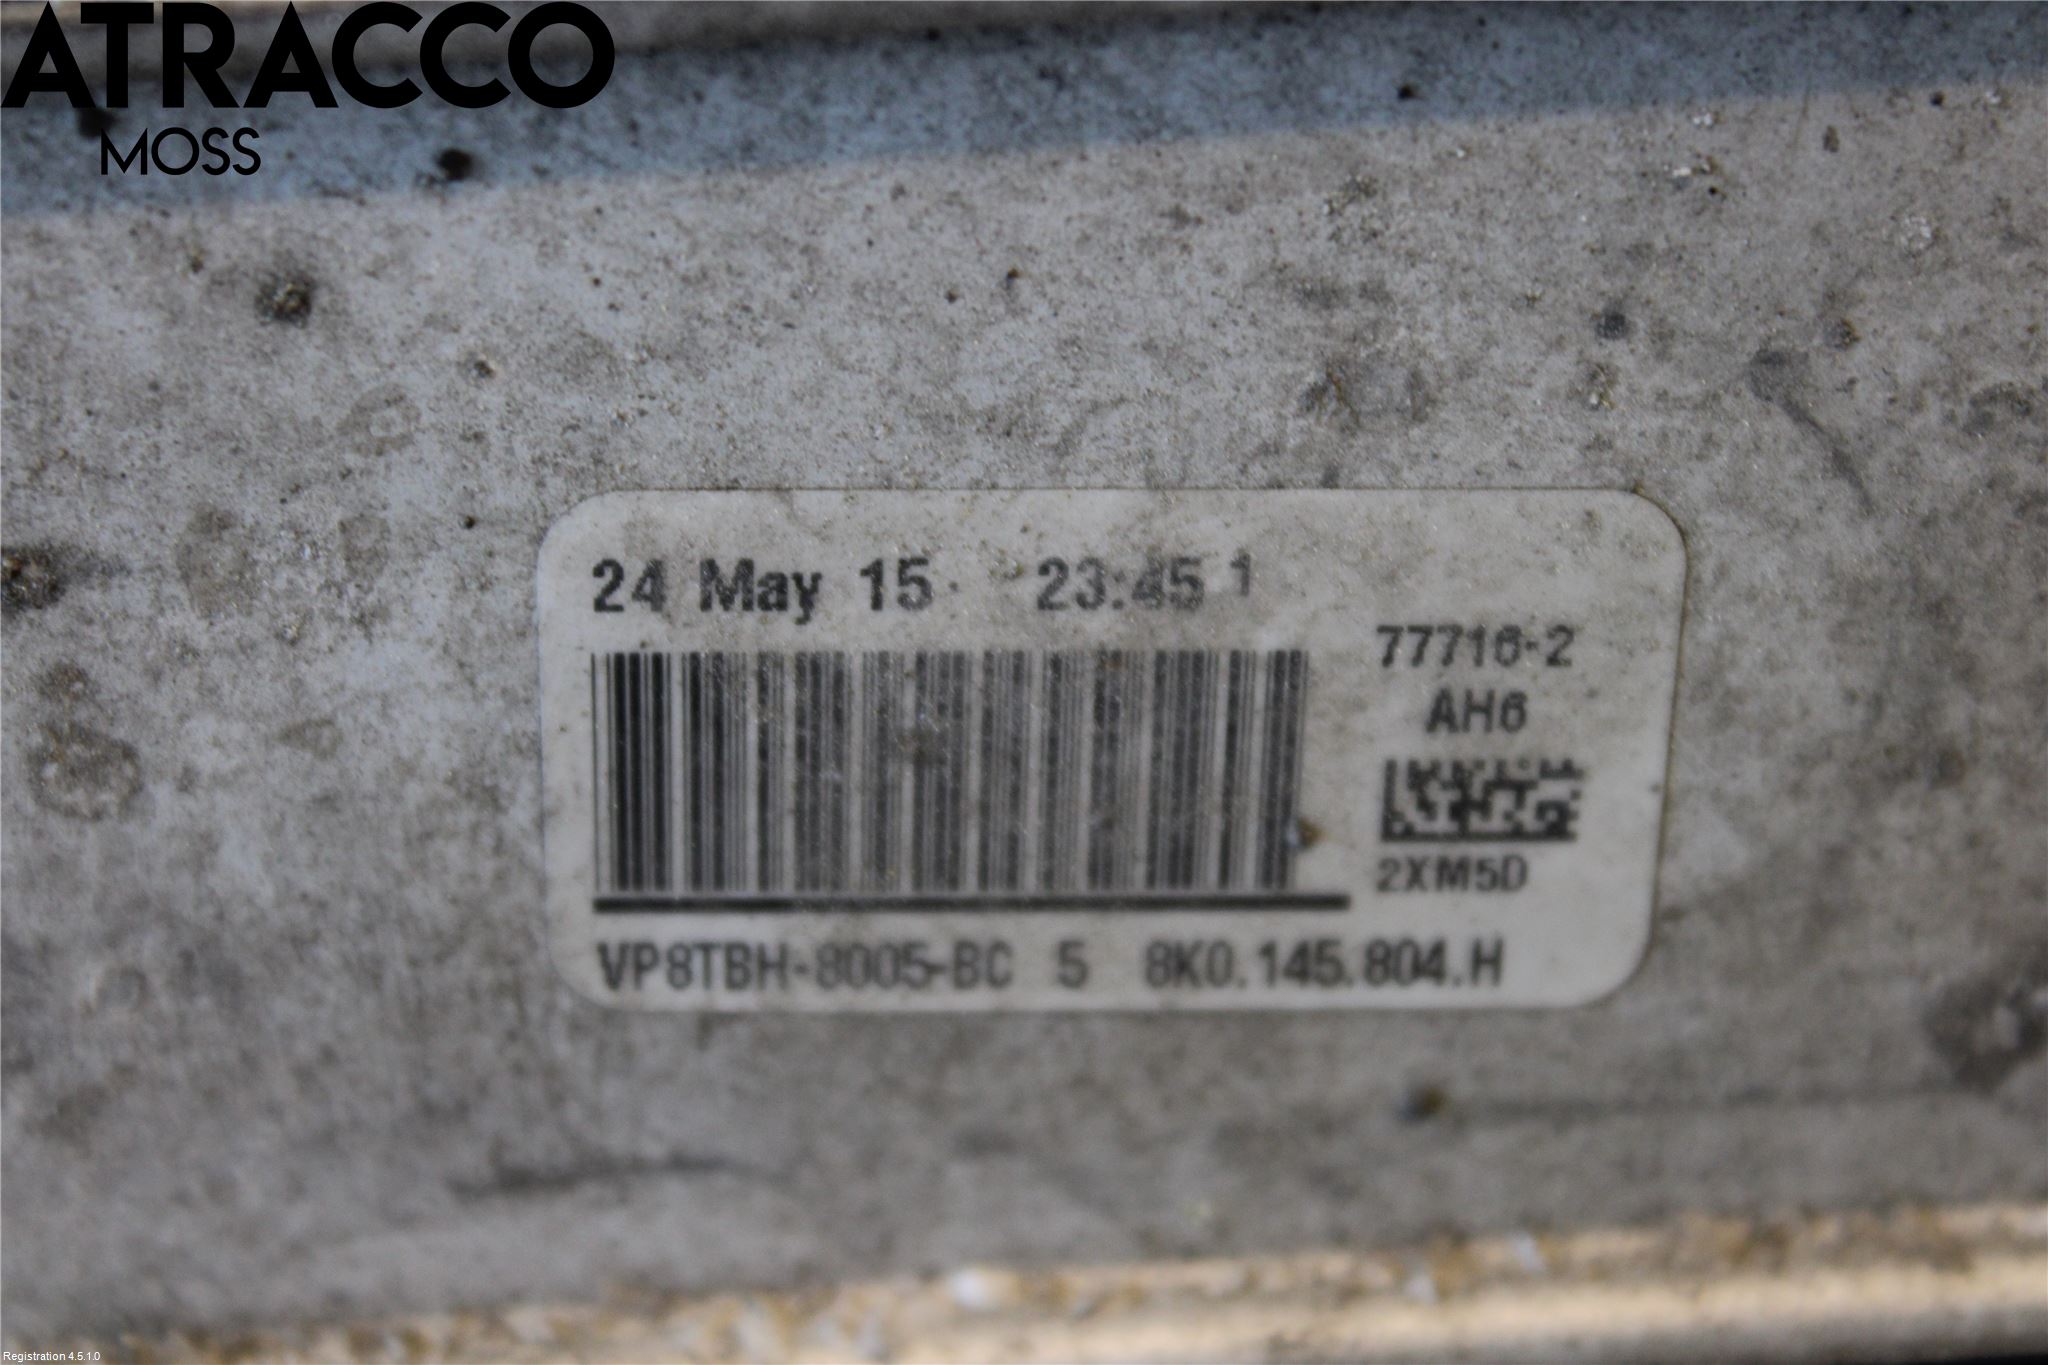 ATRACCO
MOSS
24 May 15 23:45 1
77716-2
AH6
2XM5D
VP8TBH-8005-BC 5 8K0.145.804.H
Registration 4.5.1.0